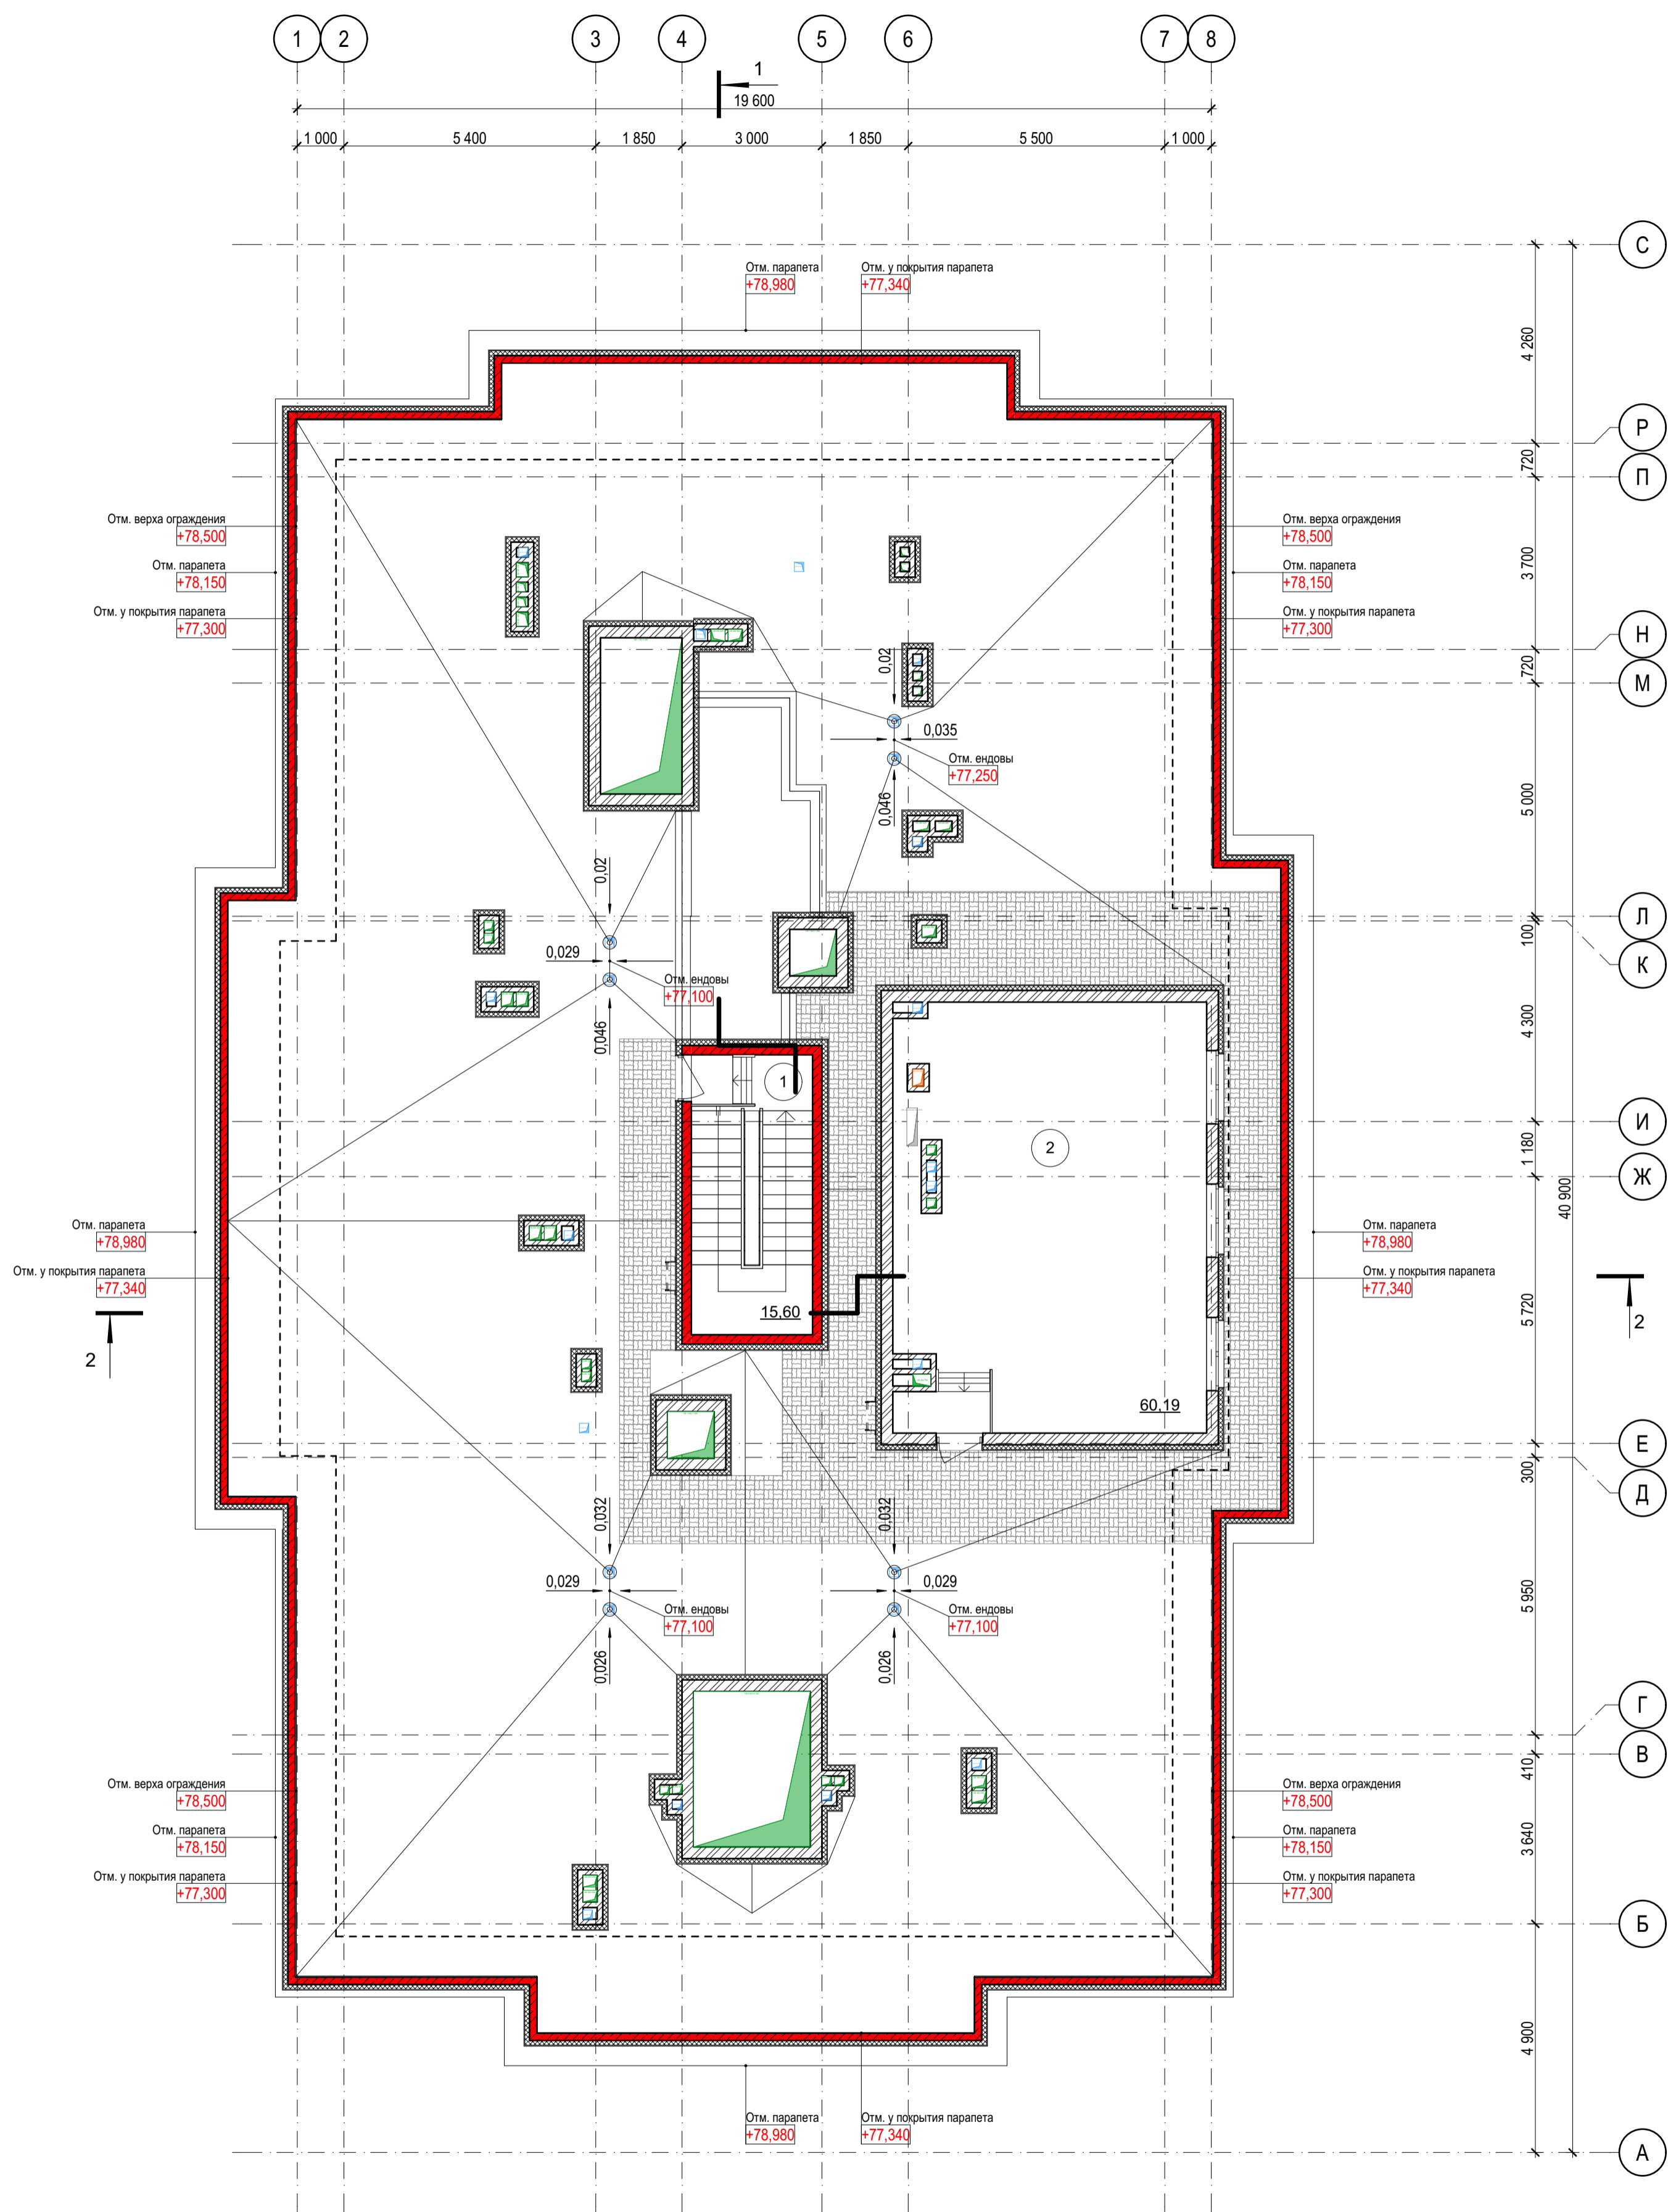 1 2 3 4 5 6 7 8
1
19 600
1 000 5 400 1 850 3 000 1 850 5 500 1 000
С
Отм. парапета Отм. у покрытия парапета
+78,980 +77,340
4 260
Р
720
П
Отм. верха ограждения
+78,500
Отм. парапета
+78,150
Отм. у покрытия парапета
+77,300
Отм. верха ограждения
+78,500
Отм. парапета
+78,150
Отм. у покрытия парапета
+77,300
3 700
Н
720
М
0,02
0,035
Отм. ендовы
+77,250
0,046
5 000
0,02
Л
100
К
0,029
Отм. ендовы
+77,100
0,046
4 300
1
2
И
1 180
Ж
40 900
Отм. парапета
+78,980
Отм. у покрытия парапета
+77,340
Отм. парапета
+78,980
Отм. у покрытия парапета
+77,340
15,60
5 720
2
2
60,19
Е
300
Д
0,032 0,032
0,029 0,029
Отм. ендовы Отм. ендовы
+77,100 +77,100
0,026 0,026
5 950
Г
В
410
Отм. верха ограждения
+78,500
Отм. парапета
+78,150
Отм. у покрытия парапета
+77,300
Отм. верха ограждения
+78,500
Отм. парапета
+78,150
Отм. у покрытия парапета
+77,300
3 640
Б
4 900
Отм. парапета Отм. у покрытия парапета
+78,980 +77,340
А